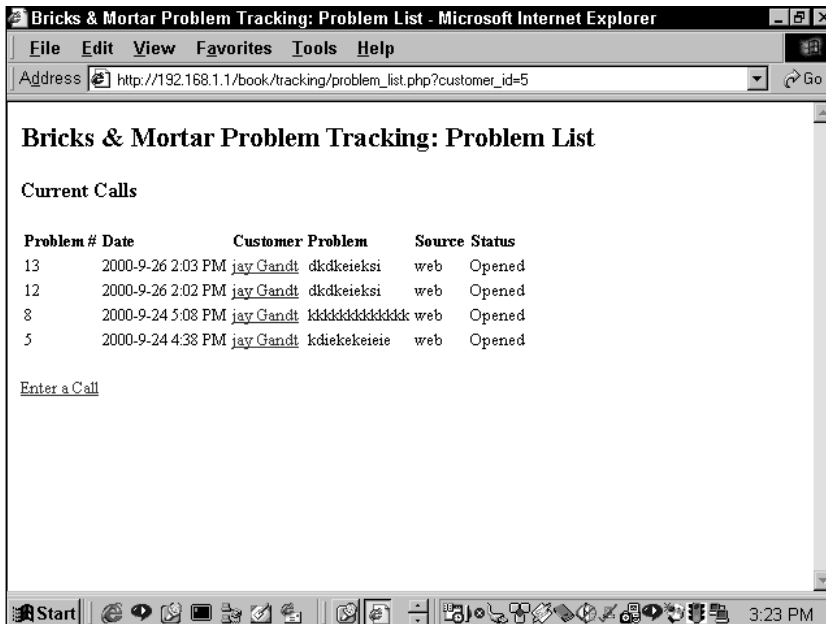 Bricks & Mortar Problem Tracking: Problem List - Microsoft Internet Explorer
File Edit View Favorites Tools Help
Address http://192.168.1.1/book/tracking/problem_list.php?customer_id=5 Go
Bricks & Mortar Problem Tracking: Problem List
Current Calls
Problem # Date Customer Problem Source Status
13 2000-9-26 2:03 PM jay Gandt dkdkeieksi web Opened
12 2000-9-26 2:02 PM jay Gandt dkdkeieksi web Opened
8 2000-9-24 5:08 PM jay Gandt kkkkkkkkkkkkk web Opened
5 2000-9-24 4:38 PM jay Gandt kdiekekeieie web Opened
Enter a Call
Start 3:23 PM